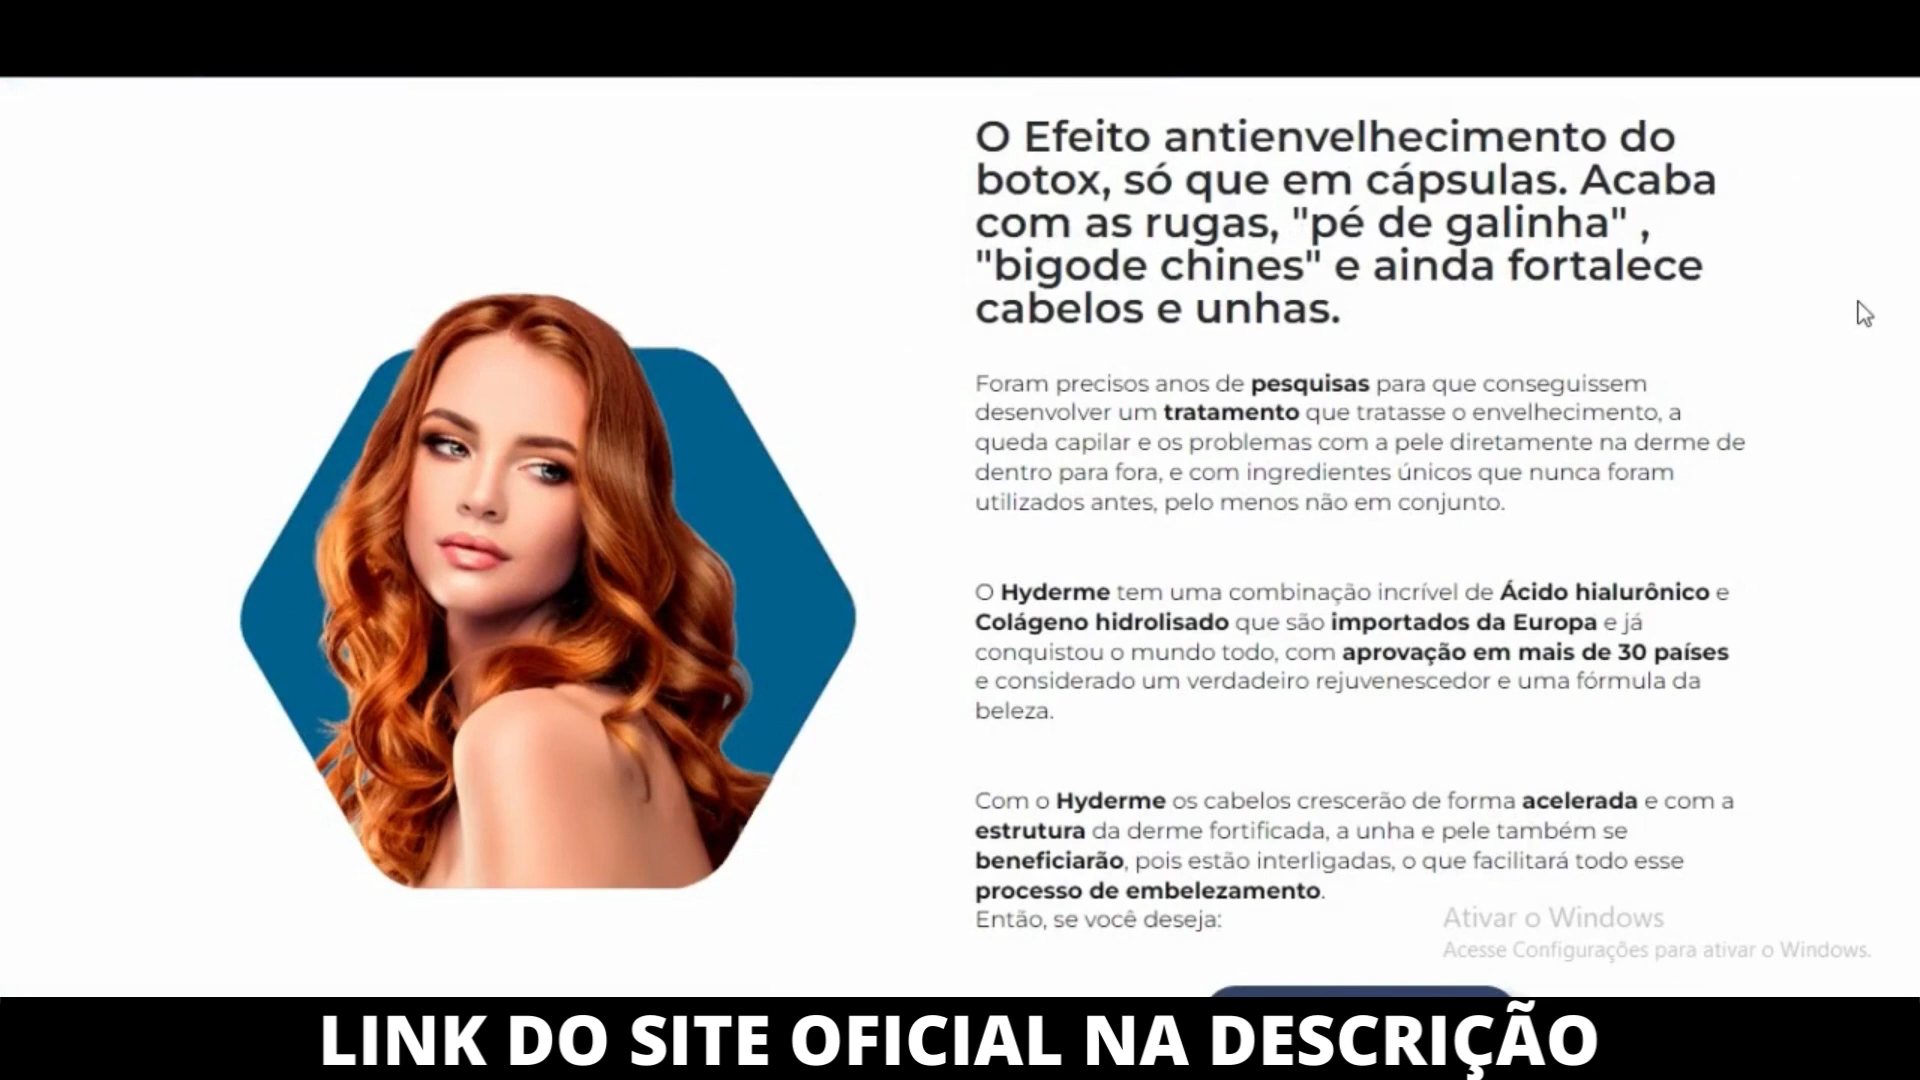 O Efeito antienvelhecimento do
botox, só que em cápsulas. Acaba
com as rugas, "pé de galinha" ,
"bigode chines" e ainda fortalece
cabelos e unhas.
Foram precisos anos de pesquisas para que conseguissem
desenvolver um tratamento que tratasse o envelhecimento, a
queda capilar e os problemas com a pele diretamente na derme de
dentro para fora, e com ingredientes únicos que nunca foram
utilizados antes, pelo menos não em conjunto.
O Hyderme tem uma combinação incrível de Ácido hialurônico e
Colágeno hidrolisado que são importados da Europa e já
conquistou o mundo todo, com aprovação em mais de 30 países
e considerado um verdadeiro rejuvenescedor e uma fórmula da
beleza.
Com o Hyderme os cabelos crescerão de forma acelerada e com a
estrutura da derme fortificada, a unha e pele também se
beneficiarão, pois estão interligadas, o que facilitará todo esse
processo de embelezamento.
Então, se você deseja:
Ativar o Windows
Acesse Configurações para ativar o Windows.
LINK DO SITE OFICIAL NA DESCRIÇÃO